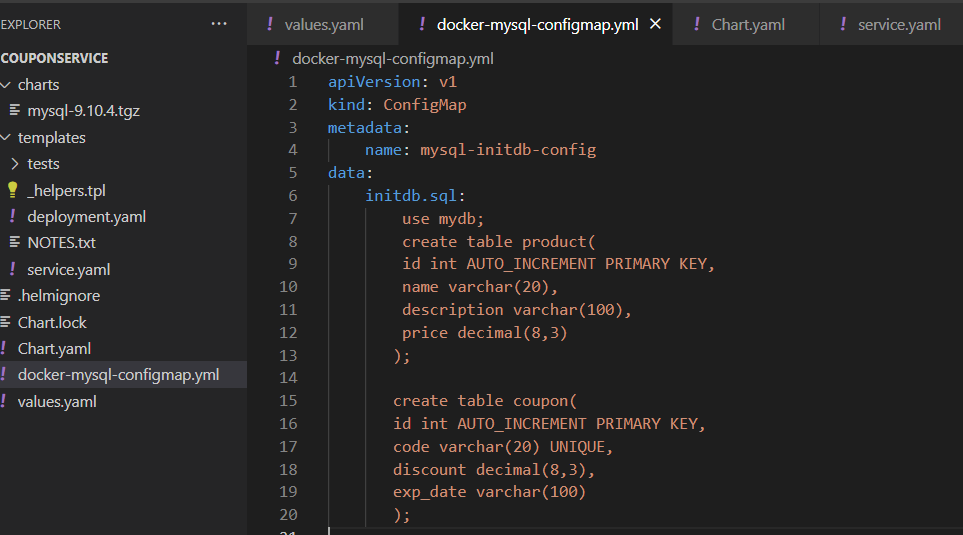 EXPLORER
COUPONSERVICE
charts
mysql-9.10.4.tgz
templates
tests
_helpers.tpl
deployment.yaml
NOTES.txt
service.yaml
.helmignore
Chart.lock
Chart.yaml
docker-mysql-configmap.yml
values.yaml
values.yaml docker-mysql-configmap.yml Chart.yaml service.yaml
docker-mysql-configmap.yml
1 apiVersion: v1
2 kind: ConfigMap
3 metadata:
4 name: mysql-initdb-config
5 data:
6 initdb.sql:
7 use mydb;
8 create table product(
9 id int AUTO_INCREMENT PRIMARY KEY,
10 name varchar(20),
11 description varchar(100),
12 price decimal(8,3)
13 );
14
15 create table coupon(
16 id int AUTO_INCREMENT PRIMARY KEY,
17 code varchar(20) UNIQUE,
18 discount decimal(8,3),
19 exp_date varchar(100)
20 );
21